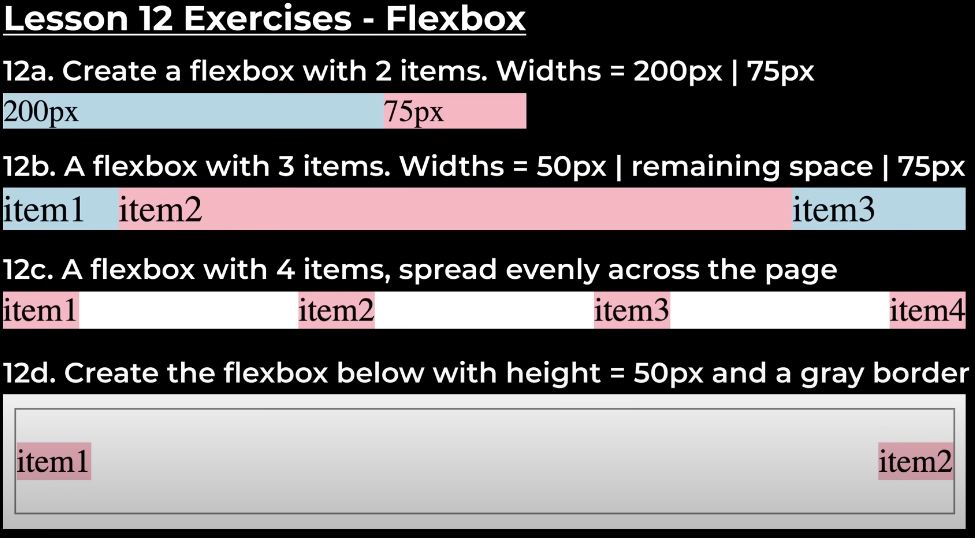 Lesson 12 Exercises - Flexbox
12a. Create a flexbox with 2 items. Widths = 200px | 75px
200px 75px
12b. A flexbox with 3 items. Widths = 50px | remaining space | 75px
item1 item2 item3
12c. A flexbox with 4 items, spread evenly across the page
item1 item2 item3 item4
12d. Create the flexbox below with height = 50px and a gray border
item1 item2